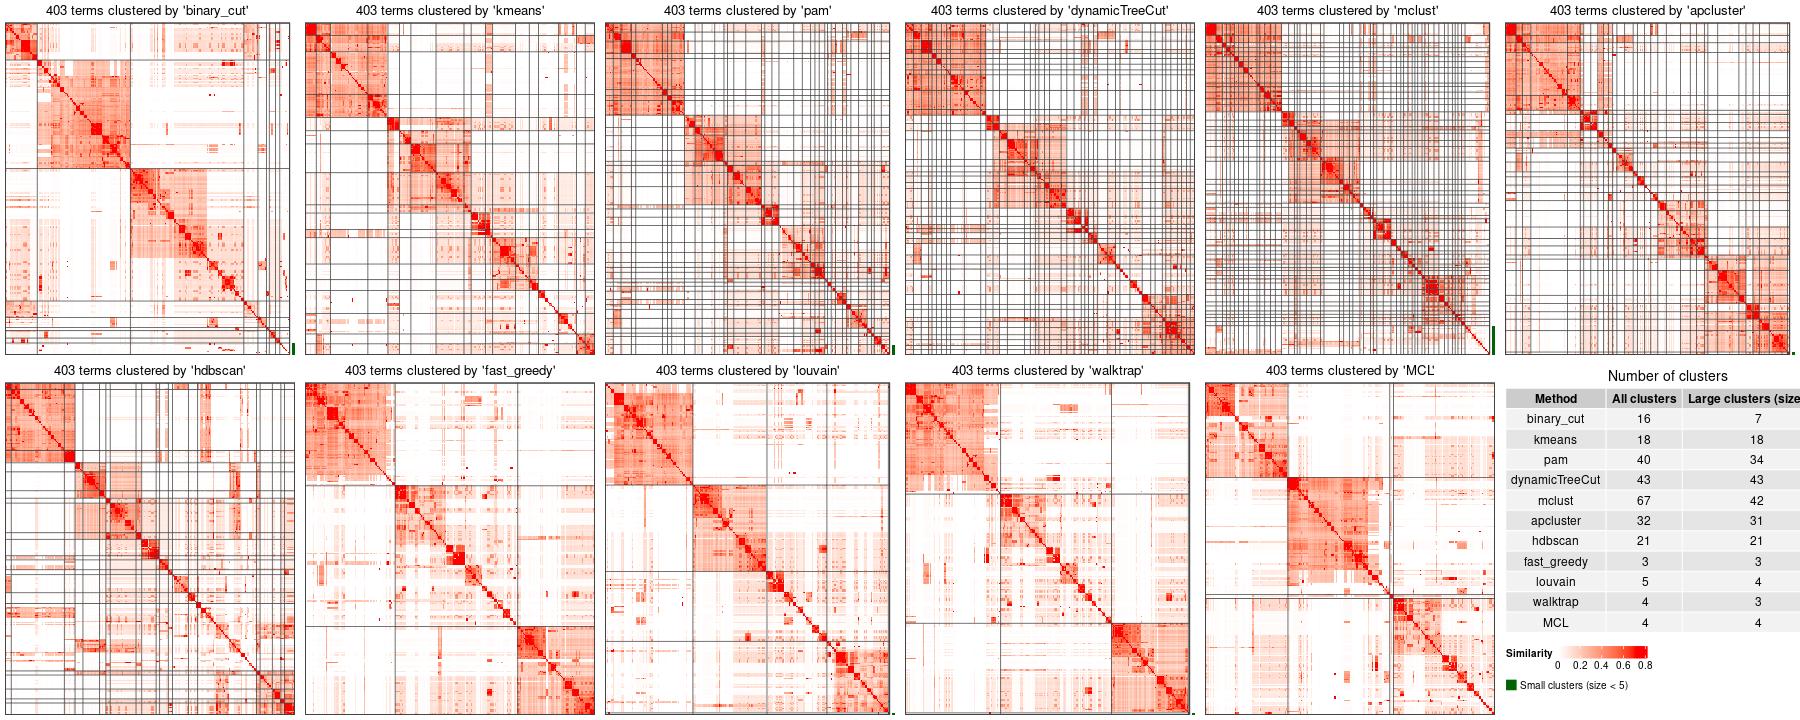 403 terms clustered by 'binary_cut'
403 terms clustered by 'kmeans'
403 terms clustered by 'pam'
403 terms clustered by 'dynamicTreeCut'
403 terms clustered by 'mclust'
403 terms clustered by 'apcluster'
403 terms clustered by 'hdbscan'
403 terms clustered by 'fast_greedy'
403 terms clustered by 'louvain'
403 terms clustered by 'walktrap'
403 terms clustered by 'MCL'
Number of clusters
Method All clusters Large clusters (size
binary_cut 16 7
kmeans 18 18
pam 40 34
dynamicTreeCut 43 43
mclust 67 42
apcluster 32 31
hdbscan 21 21
fast_greedy 3 3
louvain 5 4
walktrap 4 3
MCL 4 4
Similarity
0 0.2 0.4 0.6 0.8
Small clusters (size < 5)